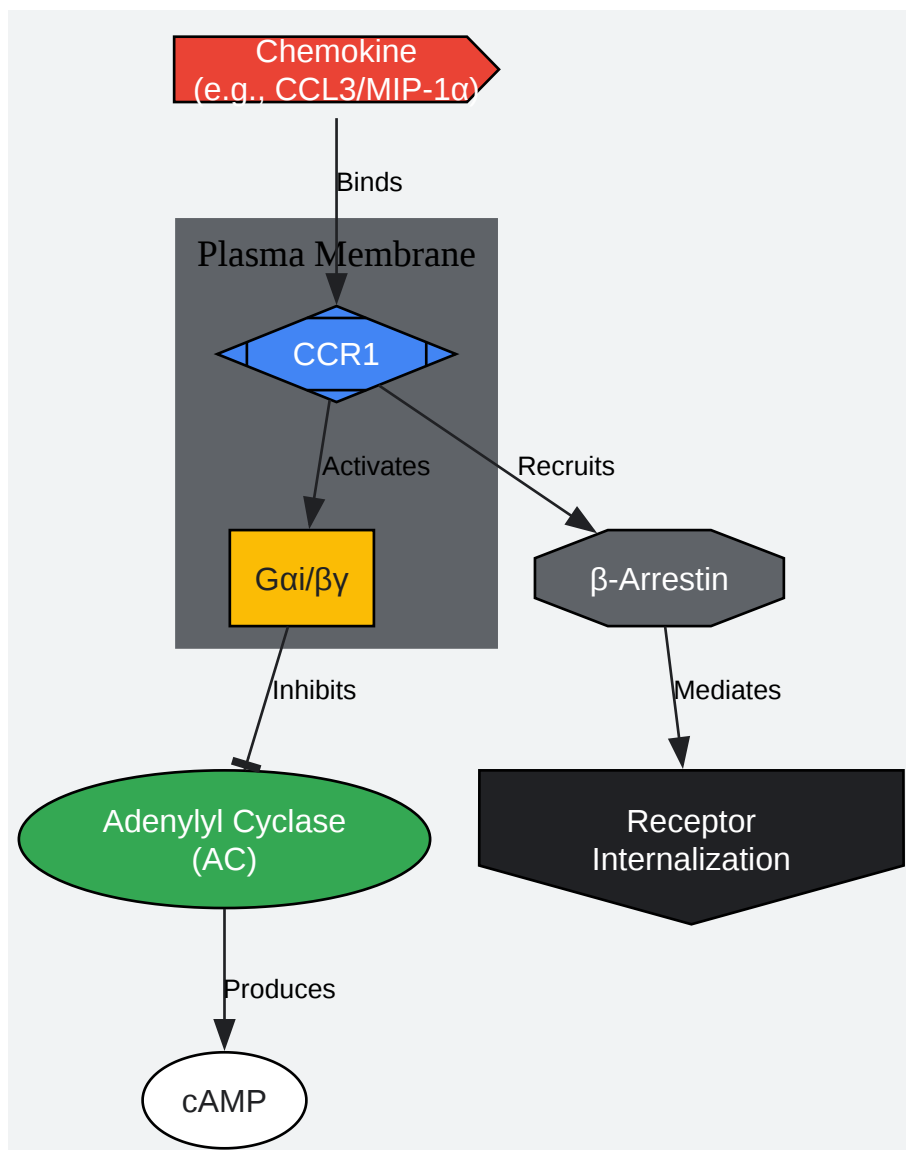 Chemokine
(e.g., CCL3/MIP-1α)
Binds
Plasma Membrane
CCR1
Activates
Recruits
Gαi/βγ
β-Arrestin
Inhibits
Mediates
Adenylyl Cyclase
(AC)
Receptor
Internalization
Produces
cAMP